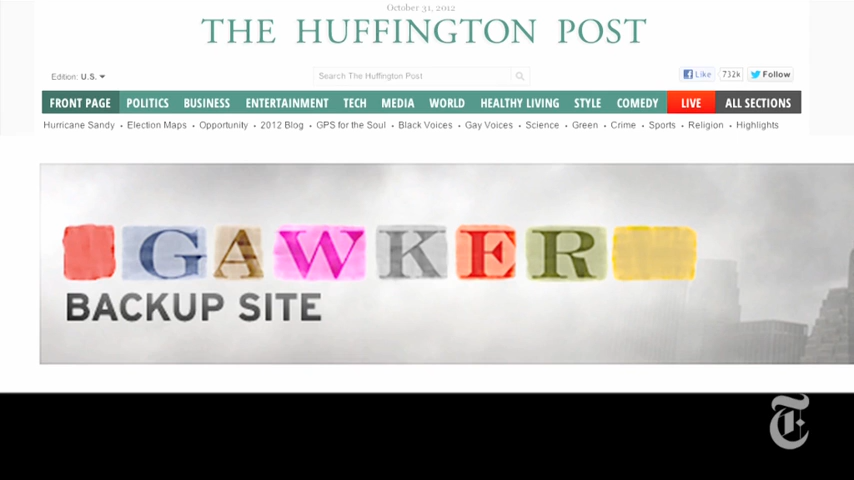 October 31, 2012
THE HUFFINGTON POST
Edition: U.S.
Search The Huffington Post
Like 732k Follow
FRONT PAGE POLITICS BUSINESS ENTERTAINMENT TECH MEDIA WORLD HEALTHY LIVING STYLE COMEDY LIVE ALL SECTIONS
Hurricane Sandy • Election Maps • Opportunity • 2012 Blog • GPS for the Soul • Black Voices • Gay Voices • Science • Green • Crime • Sports • Religion • Highlights
GAWKER
BACKUP SITE
T